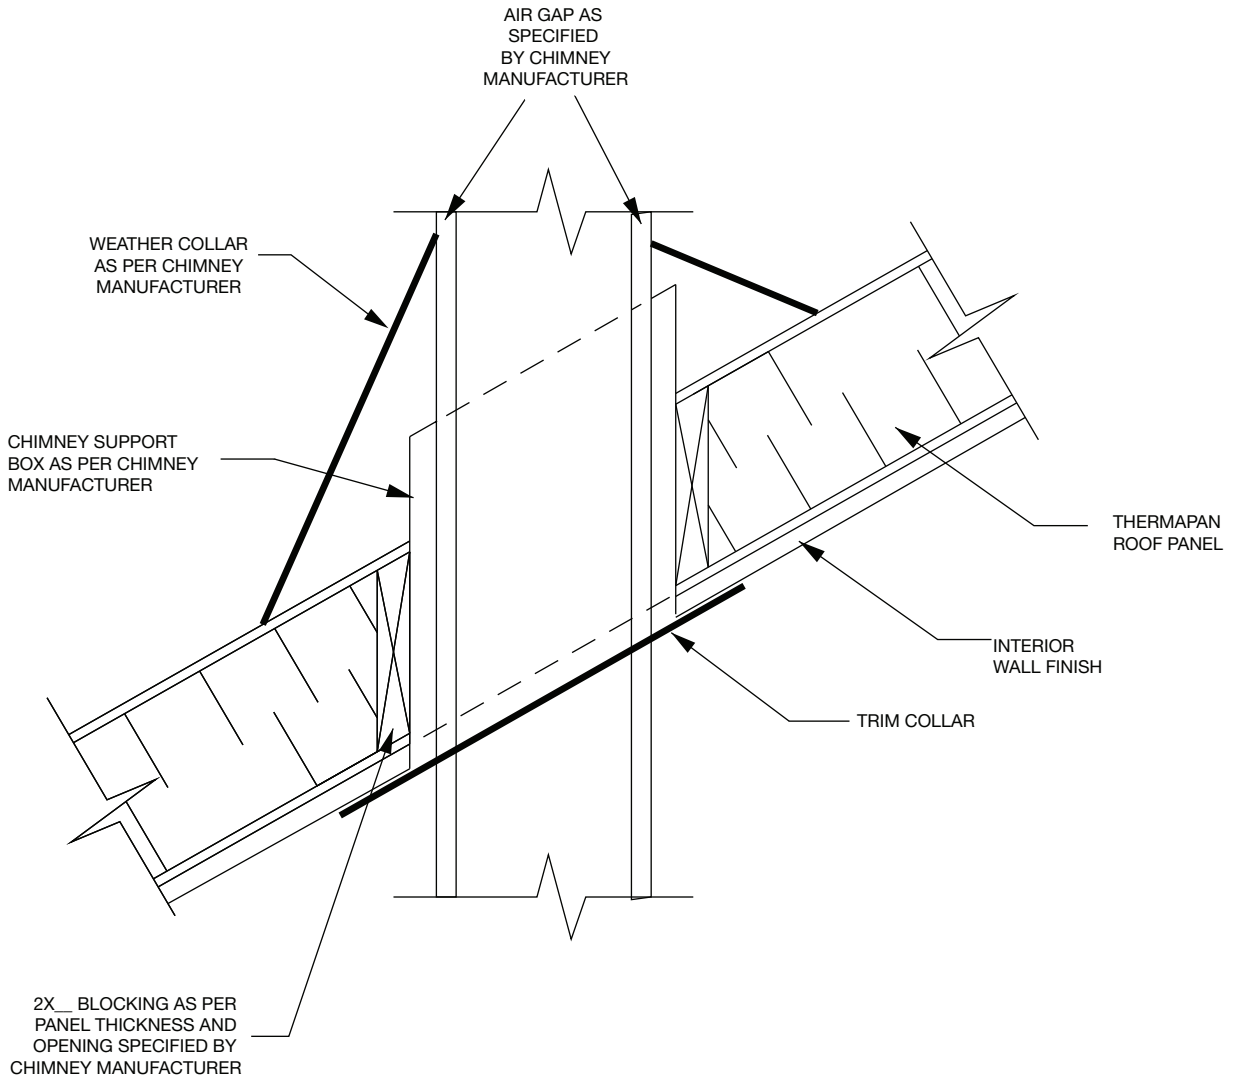 AIR GAP AS
SPECIFIED
BY CHIMNEY
MANUFACTURER
WEATHER COLLAR
AS PER CHIMNEY
MANUFACTURER
CHIMNEY SUPPORT
BOX AS PER CHIMNEY
MANUFACTURER
THERMAPAN
ROOF PANEL
INTERIOR
WALL FINISH
TRIM COLLAR
2X__ BLOCKING AS PER
PANEL THICKNESS AND
OPENING SPECIFIED BY
CHIMNEY MANUFACTURER